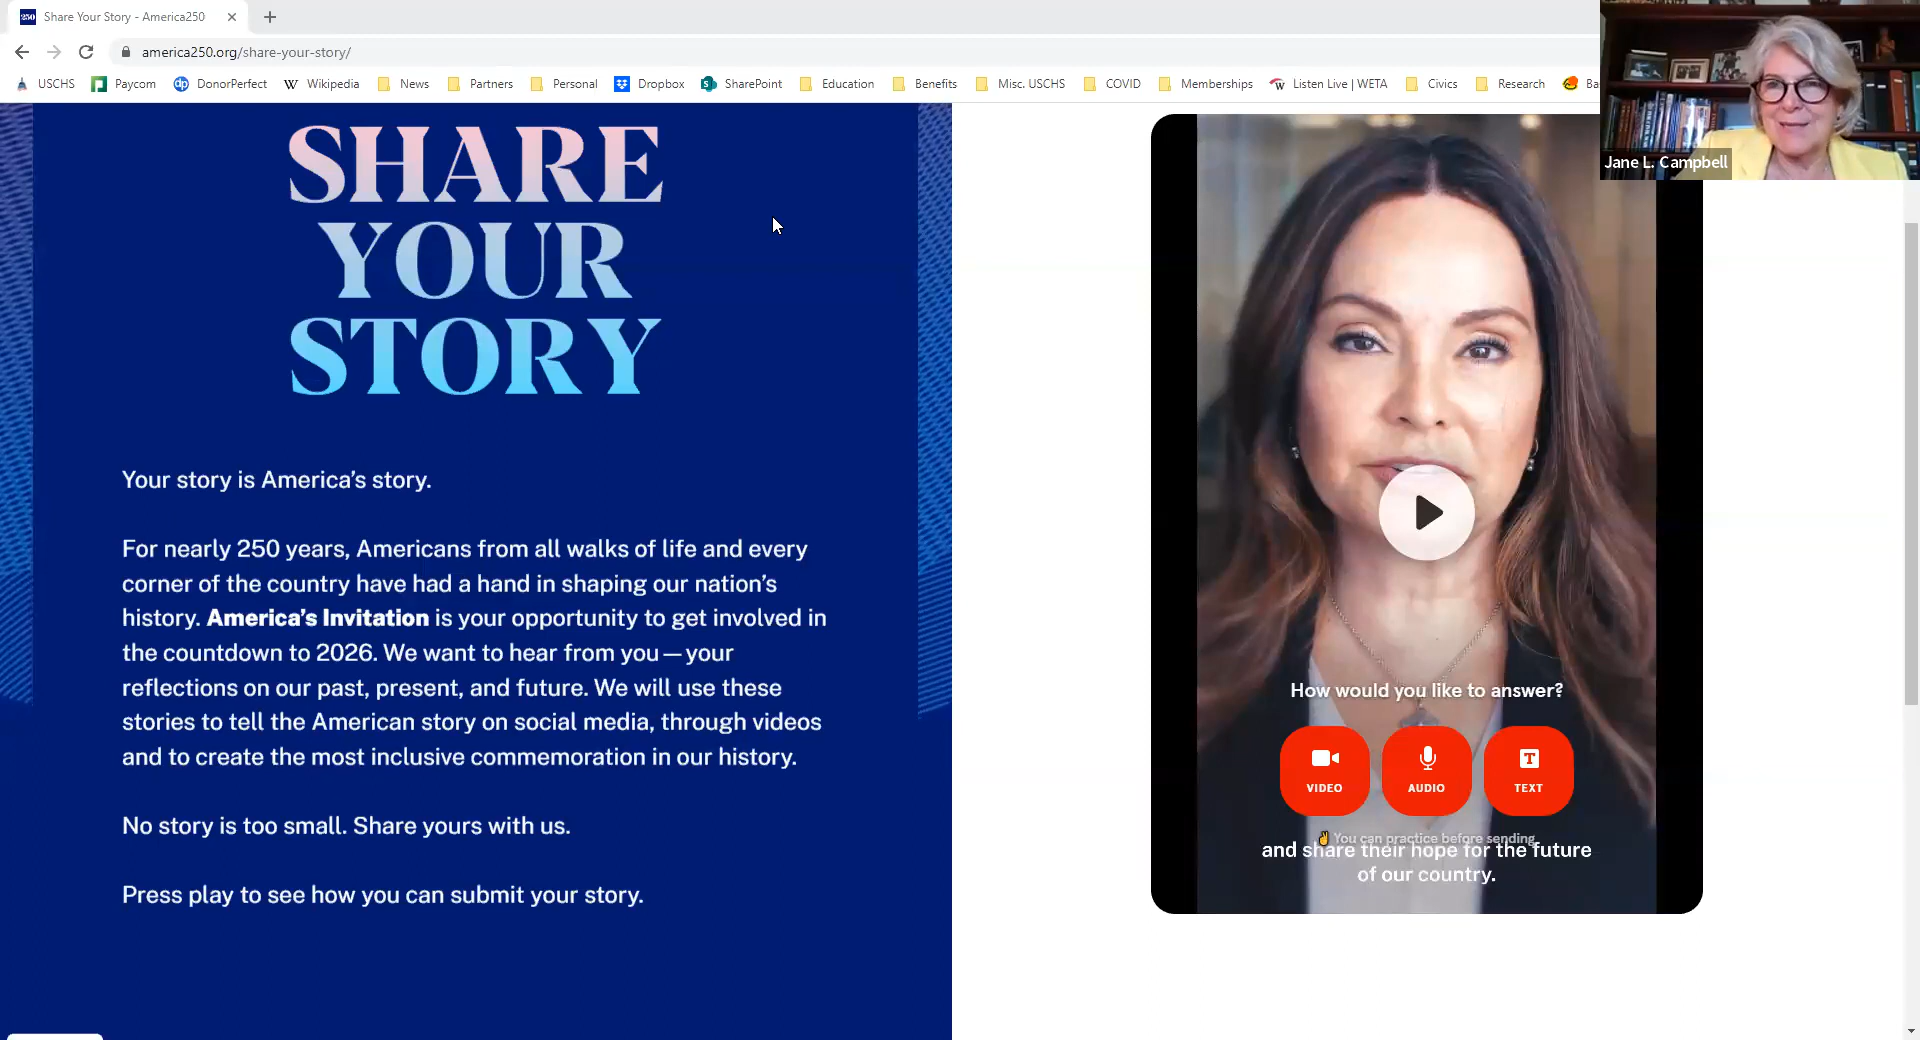 250 Share Your Story - America250
america250.org/share-your-story/
USCHS Paycom dp DonorPerfect W Wikipedia News Partners Personal Dropbox S SharePoint Education Benefits Misc. USCHS COVID Memberships Listen Live | WETA Civics Research Ba
Jane L. Campbell
SHARE
YOUR
STORY
Your story is America's story.
For nearly 250 years, Americans from all walks of life and every
corner of the country have had a hand in shaping our nation's
history. America's Invitation is your opportunity to get involved in
the countdown to 2026. We want to hear from you—your
reflections on our past, present, and future. We will use these
stories to tell the American story on social media, through videos
and to create the most inclusive commemoration in our history.
No story is too small. Share yours with us.
Press play to see how you can submit your story.
How would you like to answer?
VIDEO
T
AUDIO
TEXT
✌ You can practice before sending
and share their hope for the future
of our country.